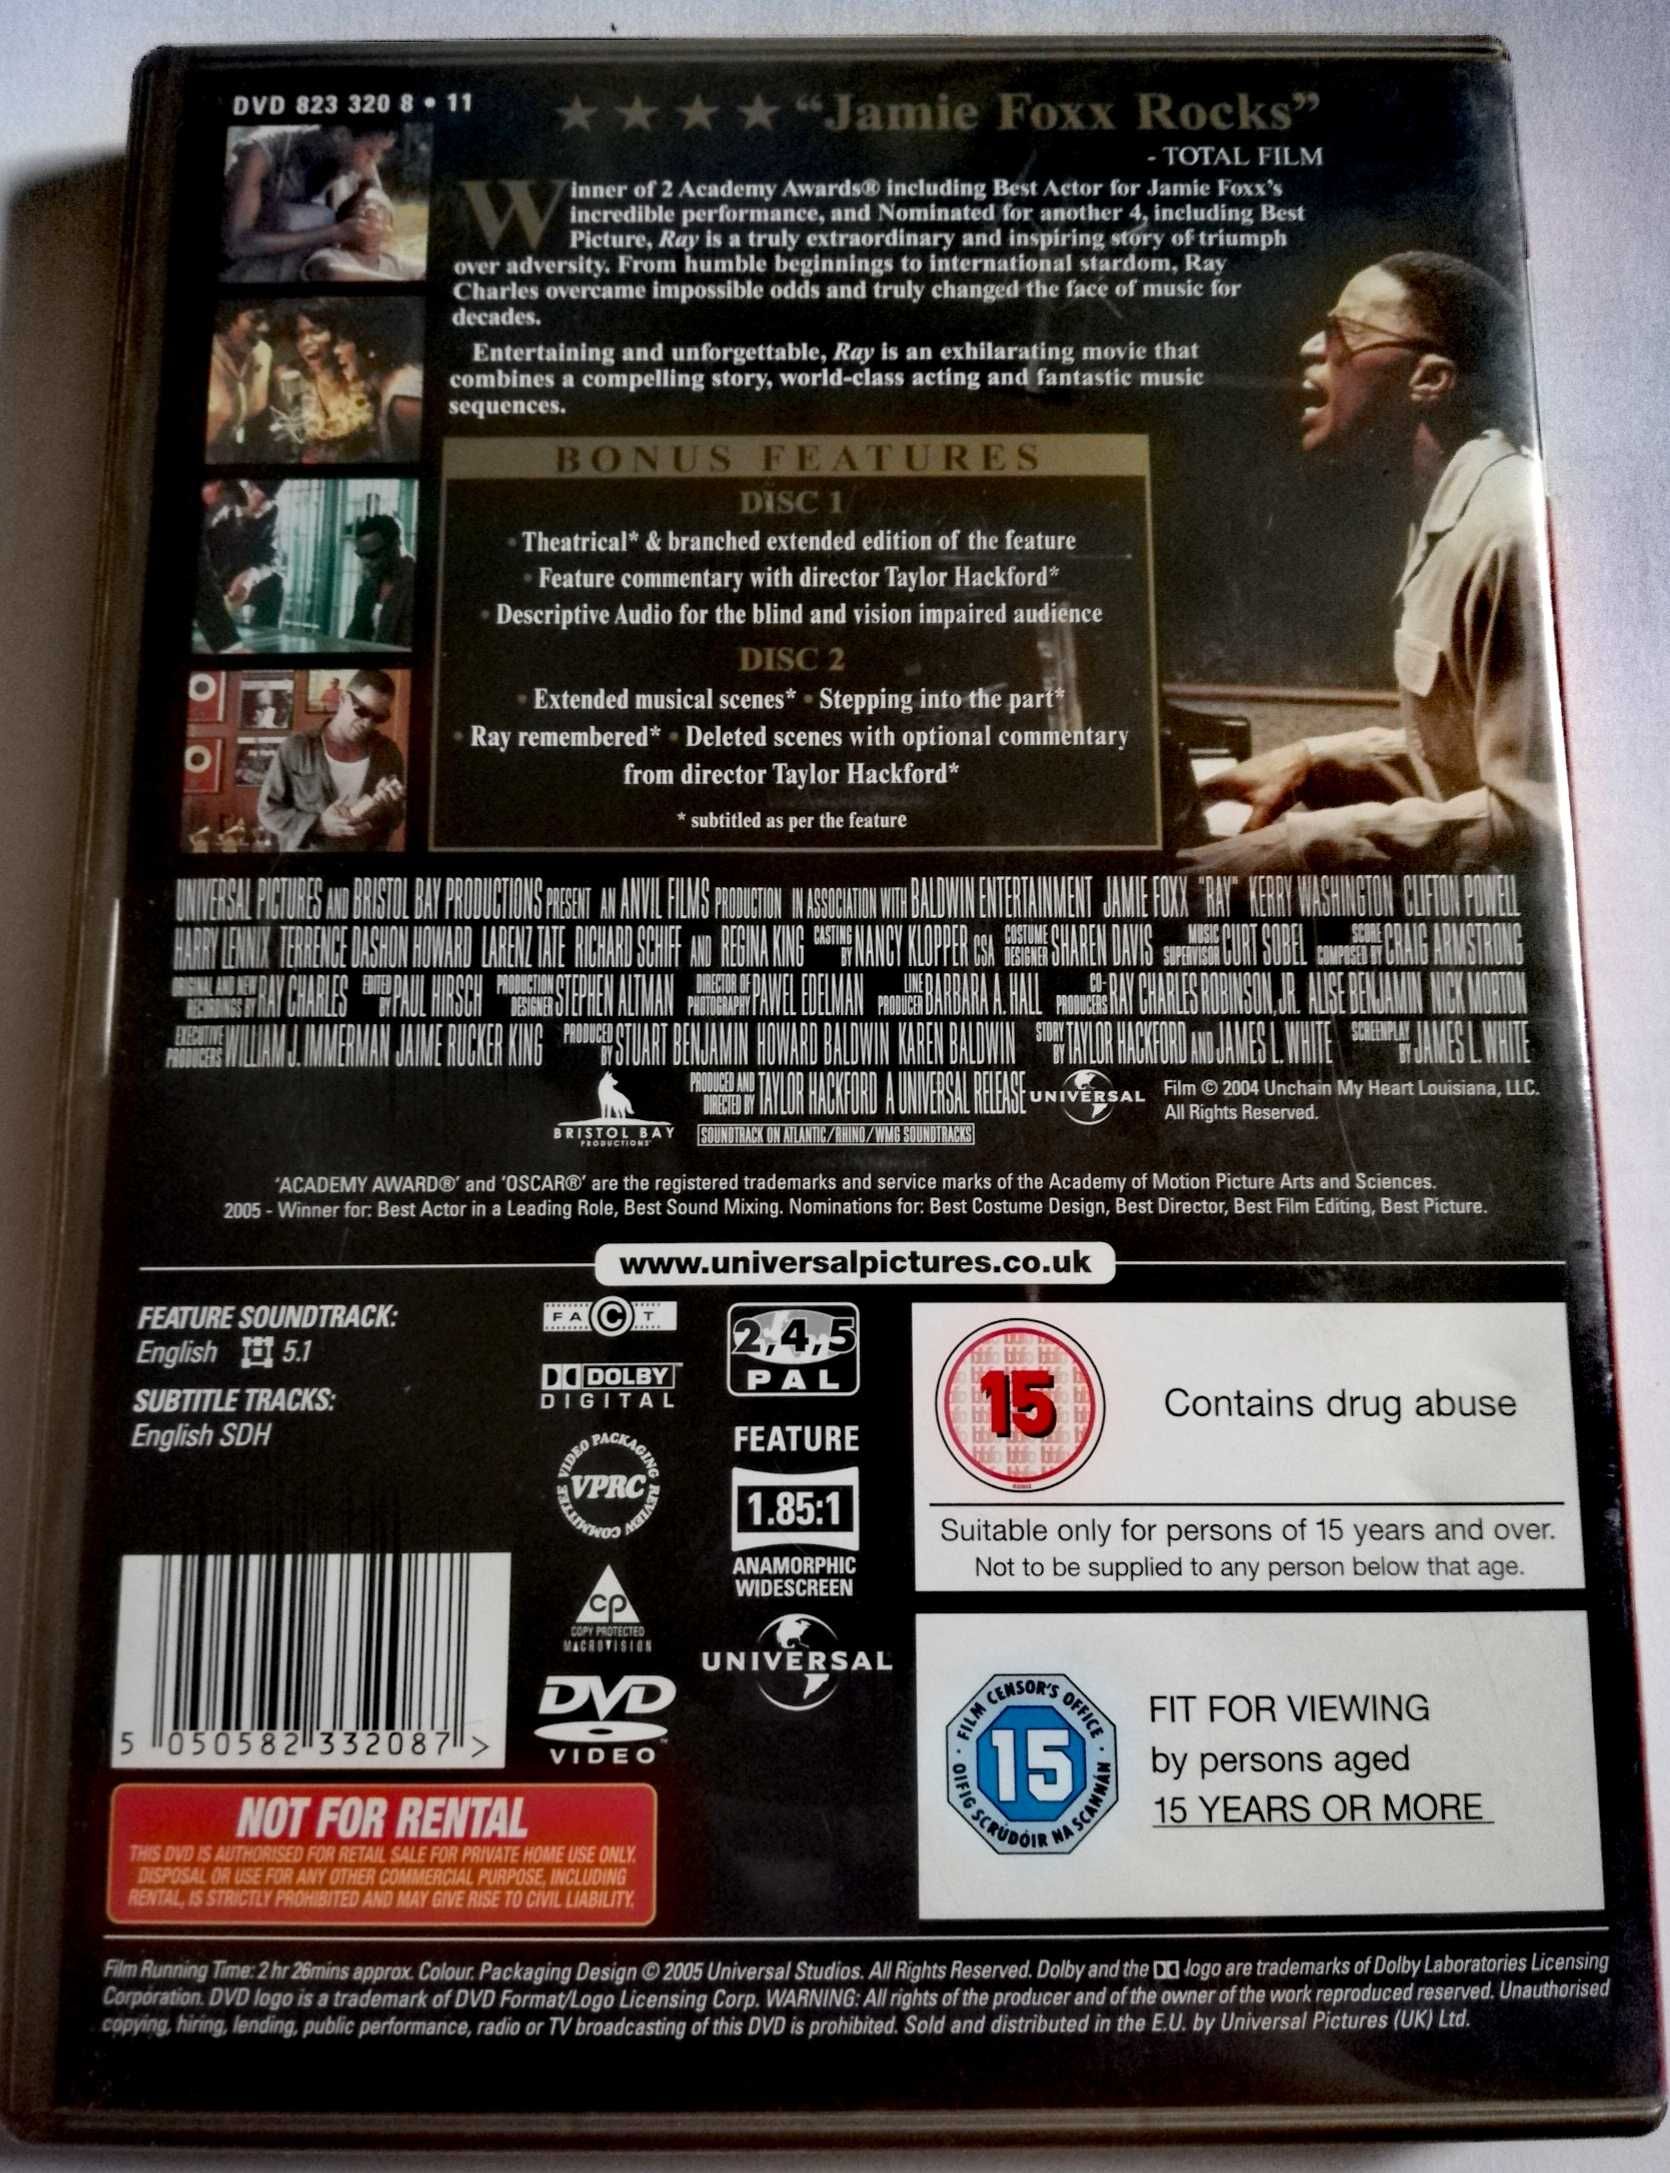 DVD 823 320 8 • 11
★ ★ ★ ★ “Jamie Foxx Rocks”
- TOTAL FILM
Winner of 2 Academy Awards® including Best Actor for Jamie Foxx's
incredible performance, and Nominated for another 4, including Best
Picture, Ray is a truly extraordinary and inspiring story of triumph
over adversity. From humble beginnings to international stardom, Ray
Charles overcame impossible odds and truly changed the face of music for
decades.
Entertaining and unforgettable, Ray is an exhilarating movie that
combines a compelling story, world-class acting and fantastic music
sequences.
BONUS FEATURES
DISC 1
• Theatrical* & branched extended edition of the feature
• Feature commentary with director Taylor Hackford*
• Descriptive Audio for the blind and vision impaired audience
DISC 2
• Extended musical scenes* • Stepping into the part*
• Ray remembered* • Deleted scenes with optional commentary
from director Taylor Hackford*
* subtitled as per the feature
UNIVERSAL PICTURES AND BRISTOL BAY PRODUCTIONS PRESENT AN ANVIL FILMS PRODUCTION IN ASSOCIATION WITH BALDWIN ENTERTAINMENT JAMIE FOXX "RAY" KERRY WASHINGTON CLIFTON POWELL
HARRY LENNIX TERRENCE DASHON HOWARD LARENZ TATE RICHARD SCHIFF AND REGINA KING CASTING BY NANCY KLOPPER CSA COSTUME DESIGNER SHAREN DAVIS MUSIC SUPERVISOR CURT SOBEL SCORE COMPOSED BY CRAIG ARMSTRONG
ORIGINAL AND NEW RECORDINGS BY RAY CHARLES EDITED BY PAUL HIRSCH PRODUCTION DESIGNER STEPHEN ALTMAN DIRECTOR OF PHOTOGRAPHY PAWEL EDELMAN LINE PRODUCER BARBARA A. HALL CO-PRODUCERS RAY CHARLES ROBINSON, JR. ALISE BENJAMIN NICK MORTON
EXECUTIVE PRODUCERS WILLIAM J. IMMERMAN JAIME RUCKER KING PRODUCED BY STUART BENJAMIN HOWARD BALDWIN KAREN BALDWIN STORY BY TAYLOR HACKFORD AND JAMES L. WHITE SCREENPLAY BY JAMES L. WHITE
PRODUCED AND DIRECTED BY TAYLOR HACKFORD A UNIVERSAL RELEASE UNIVERSAL
Film © 2004 Unchain My Heart Louisiana, LLC.
All Rights Reserved.
BRISTOL BAY
PRODUCTIONS
SOUNDTRACK ON ATLANTIC/RHINO/WMG SOUNDTRACKS
'ACADEMY AWARD®' and 'OSCAR®' are the registered trademarks and service marks of the Academy of Motion Picture Arts and Sciences.
2005 - Winner for: Best Actor in a Leading Role, Best Sound Mixing. Nominations for: Best Costume Design, Best Director, Best Film Editing, Best Picture.
www.universalpictures.co.uk
FEATURE SOUNDTRACK:
English 5.1
SUBTITLE TRACKS:
English SDH
FACT
DOLBY
DIGITAL
VIDEO PACKAGING REVIEW COMMITTEE
VPRC
CP
COPY PROTECTED
MACROVISION
DVD
VIDEO
2,4,5
PAL
FEATURE
1.85:1
ANAMORPHIC
WIDESCREEN
UNIVERSAL
15
Contains drug abuse
Suitable only for persons of 15 years and over.
Not to be supplied to any person below that age.
FILM CENSOR'S OFFICE
15
OIFIG SCRÚDÓIR NA SCANNÁN
FIT FOR VIEWING
by persons aged
15 YEARS OR MORE
5 050582 332087 >
NOT FOR RENTAL
THIS DVD IS AUTHORISED FOR RETAIL SALE FOR PRIVATE HOME USE ONLY.
DISPOSAL OR USE FOR ANY OTHER COMMERCIAL PURPOSE, INCLUDING
RENTAL, IS STRICTLY PROHIBITED AND MAY GIVE RISE TO CIVIL LIABILITY.
Film Running Time: 2 hr 26mins approx. Colour. Packaging Design © 2005 Universal Studios. All Rights Reserved. Dolby and the logo are trademarks of Dolby Laboratories Licensing
Corporation. DVD logo is a trademark of DVD Format/Logo Licensing Corp. WARNING: All rights of the producer and of the owner of the work reproduced reserved. Unauthorised
copying, hiring, lending, public performance, radio or TV broadcasting of this DVD is prohibited. Sold and distributed in the E.U. by Universal Pictures (UK) Ltd.